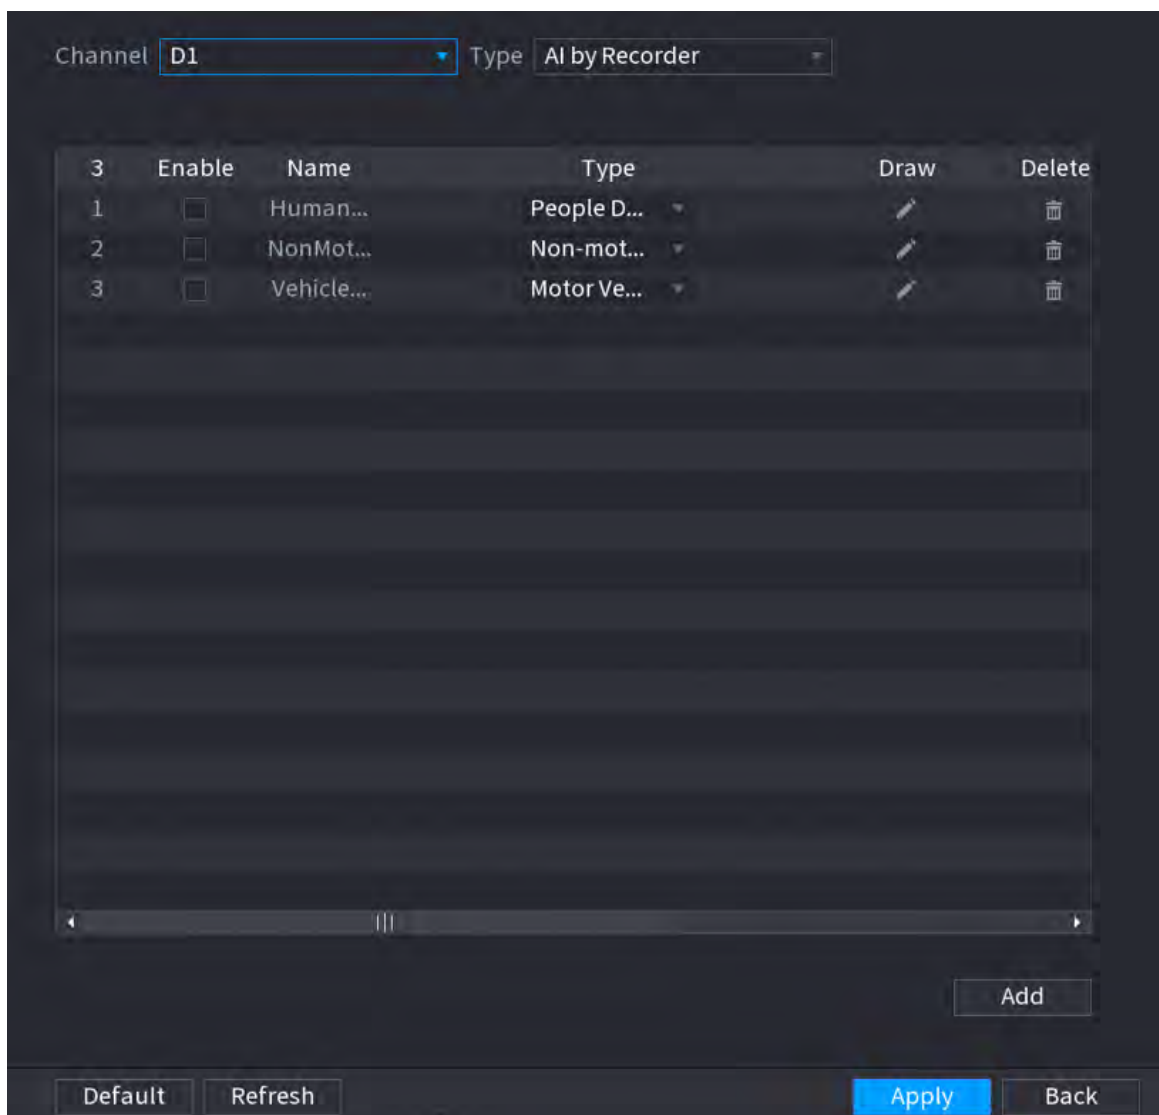 Channel D1 Type AI by Recorder
3 Enable Name Type Draw Delete
1 Human... People D...
2 NonMot... Non-mot...
3 Vehicle... Motor Ve...
Add
Default Refresh Apply Back